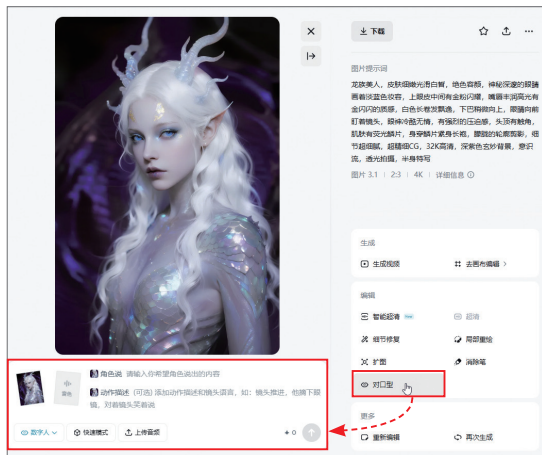 下载
图片提示词
龙族美人，皮肤细嫩光滑白皙，绝色容颜，神秘深邃的眼睛
画着淡蓝色妆容，上眼皮中间有金粉闪耀，嘴唇丰润高光有
金闪闪的质感，白色长卷发飘逸，下巴稍微向上，眼睛向前
盯着镜头，眼神冷酷无情，有强烈的压迫感，头顶有触角，
肌肤有荧光鳞片，身穿鳞片紧身长袍，朦胧的轮廓剪影，细
节超细腻，超精细CG，32K高清，深紫色玄妙背景，意识
流，透光拍摄，半身特写
图片 3.1 | 2:3 | 4K | 详细信息
生成
生成视频 去画布编辑 >
编辑
智能超清 超清
细节修复 局部重绘
扩图 消除笔
对口型
更多
重新编辑 再次生成
角色说 请输入你希望角色说出的内容
音色
动作描述 (可选) 添加动作描述和镜头语言，如：镜头推进，他摘下眼
镜，对着镜头笑着说
数字人 快速模式 上传音频 0